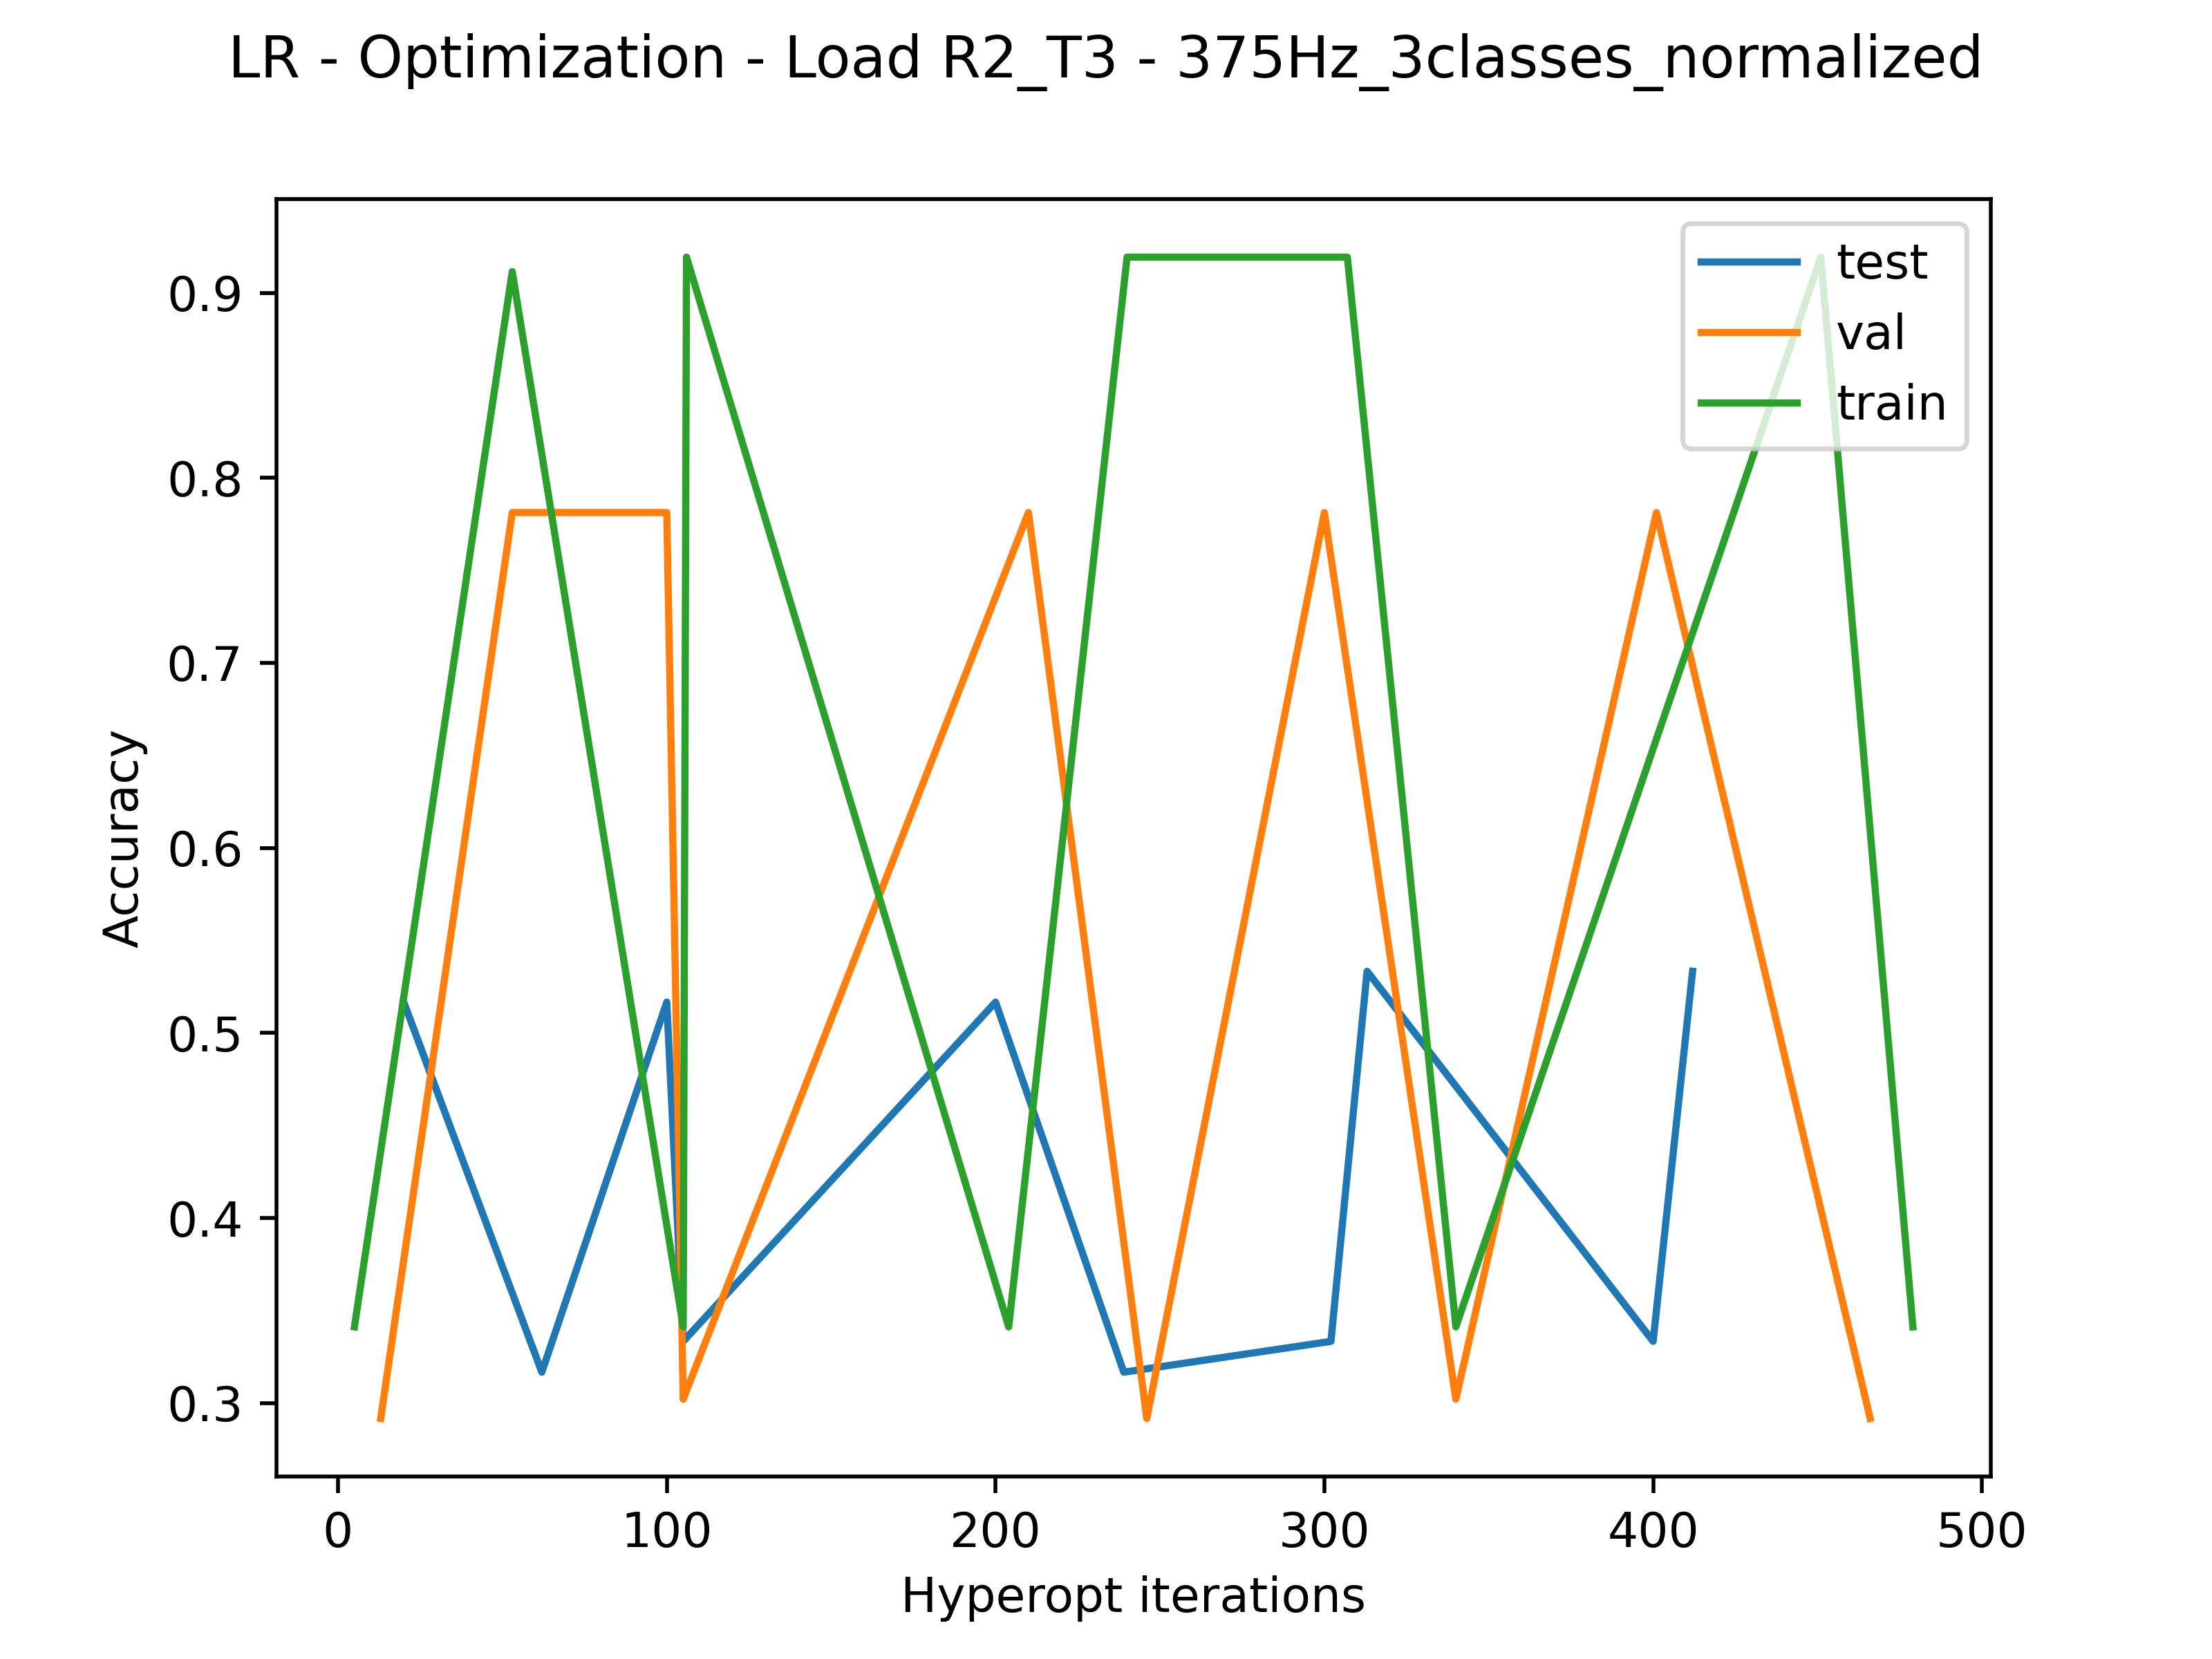 LR - Optimization - Load R2_T3 - 375Hz_3classes_normalized
test
val
train
0.9
0.8
0.7
0.6
0.5
0.4
0.3
Accuracy
0 100 200 300 400 500
Hyperopt iterations